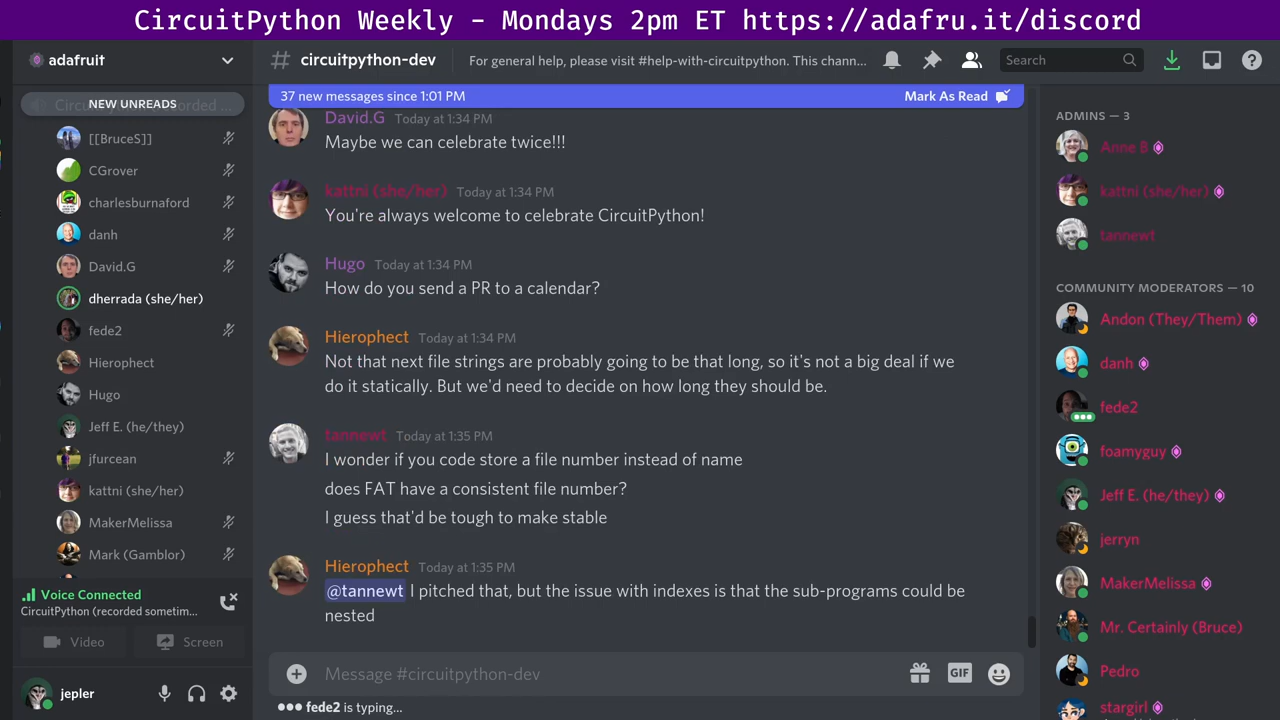 CircuitPython Weekly - Mondays 2pm ET https://adafru.it/discord
adafruit
NEW UNREADS
[[BruceS]]
CGrover
charlesburnaford
danh
David.G
dherrada (she/her)
fede2
Hierophect
Hugo
Jeff E. (he/they)
jfurcean
kattni (she/her)
MakerMelissa
Mark (Gamblor)
Voice Connected
CircuitPython (recorded sometim...
Video
Screen
jepler
# circuitpython-dev
For general help, please visit #help-with-circuitpython. This chann...
Search
37 new messages since 1:01 PM
Mark As Read
David.G Today at 1:34 PM
Maybe we can celebrate twice!!!
kattni (she/her) Today at 1:34 PM
You're always welcome to celebrate CircuitPython!
Hugo Today at 1:34 PM
How do you send a PR to a calendar?
Hierophect Today at 1:34 PM
Not that next file strings are probably going to be that long, so it's not a big deal if we
do it statically. But we'd need to decide on how long they should be.
tannewt Today at 1:35 PM
I wonder if you code store a file number instead of name
does FAT have a consistent file number?
I guess that'd be tough to make stable
Hierophect Today at 1:35 PM
@tannewt I pitched that, but the issue with indexes is that the sub-programs could be
nested
Message #circuitpython-dev
GIF
fede2 is typing...
ADMINS — 3
Anne B
kattni (she/her)
tannewt
COMMUNITY MODERATORS — 10
Andon (They/Them)
danh
fede2
foamyguy
Jeff E. (he/they)
jerryn
MakerMelissa
Mr. Certainly (Bruce)
Pedro
stargirl